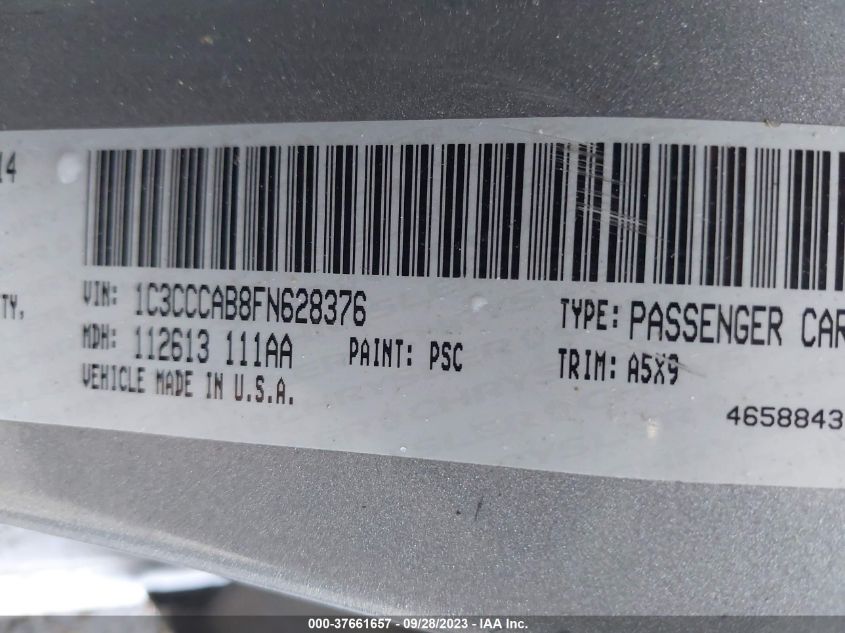 14
TY,
VIN: 1C3CCCAB8FN628376
TYPE: PASSENGER CAR
MDH: 112613 111AA
PAINT: PSC
TRIM: A5X9
VEHICLE MADE IN U.S.A.
4658843
000-37661657 - 09/28/2023 - IAA Inc.